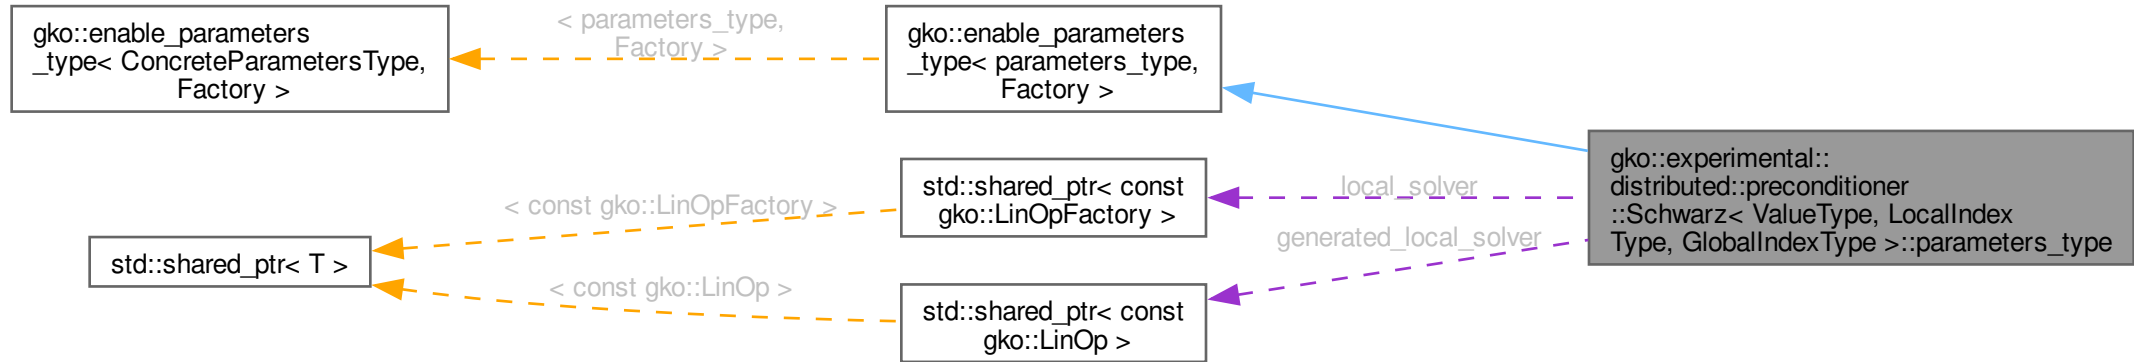 gko::enable_parameters
_type< ConcreteParametersType,
Factory >
< parameters_type,
Factory >
gko::enable_parameters
_type< parameters_type,
Factory >
std::shared_ptr< T >
< const gko::LinOpFactory >
< const gko::LinOp >
std::shared_ptr< const
gko::LinOpFactory >
std::shared_ptr< const
gko::LinOp >
local_solver
generated_local_solver
gko::experimental::
distributed::preconditioner
::Schwarz< ValueType, LocalIndex
Type, GlobalIndexType >::parameters_type